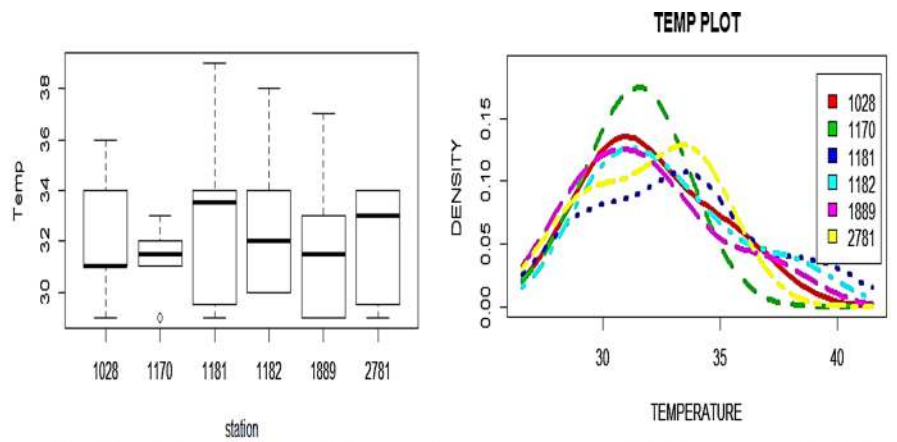 Temp
38
36
34
32
30
1028 1170 1181 1182 1889 2781
station
TEMP PLOT
DENSITY
0.15
0.10
0.05
0.00
1028
1170
1181
1182
1889
2781
30 35 40
TEMPERATURE